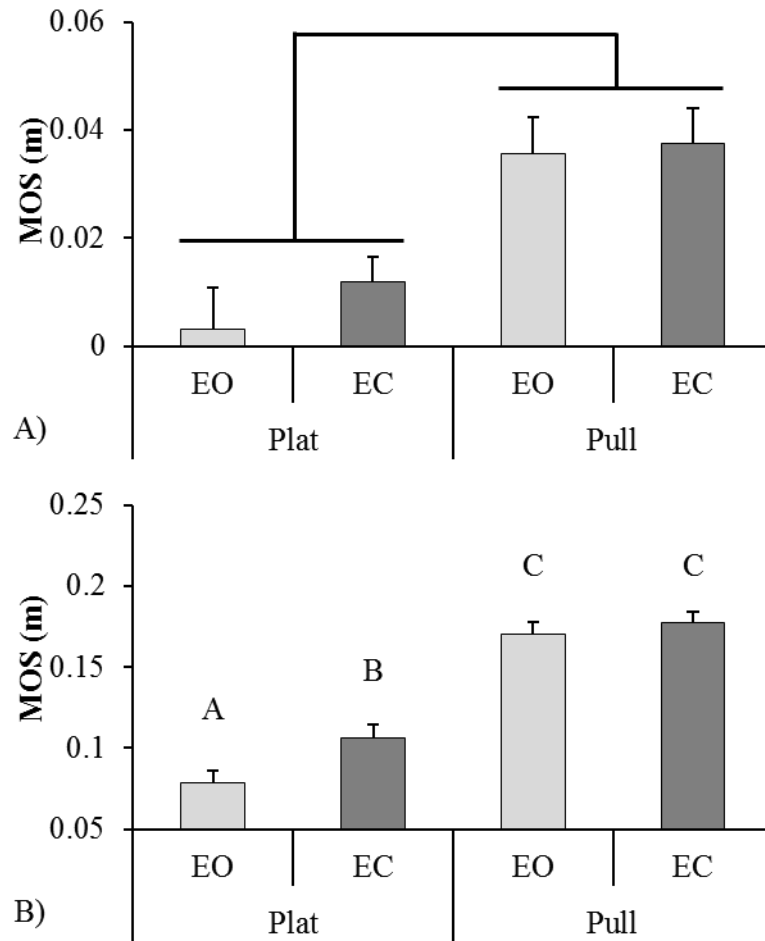 0.06
0.04
0.02
0
MOS (m)
EO EC EO EC
A) Plat Pull
0.25
0.2
0.15
0.1
0.05
MOS (m)
A B C C
EO EC EO EC
B) Plat Pull